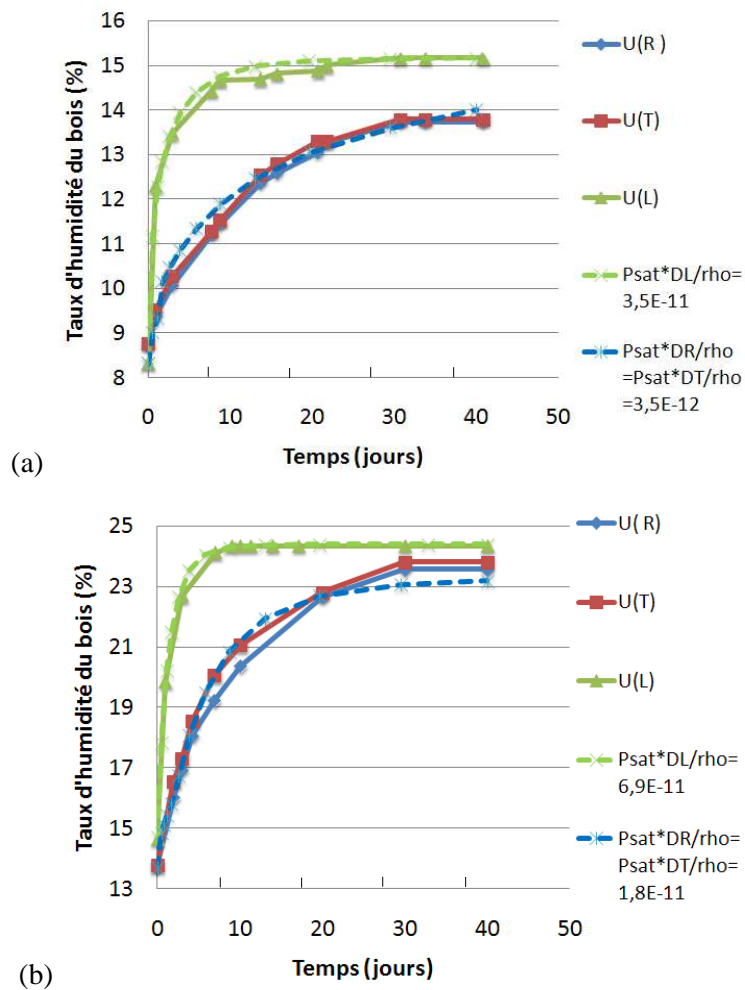 16
15
14
13
12
11
10
9
8
0
10
20
30
40
50
Taux d'humidité du bois (%)
Temps (jours)
U(R )
U(T)
U(L)
Psat*DL/rho=
3,5E-11
Psat*DR/rho
=Psat*DT/rho
=3,5E-12
(a)
25
23
21
19
17
15
13
0
10
20
30
40
50
Taux d'humidité du bois (%)
Temps (jours)
U( R)
U(T)
U(L)
Psat*DL/rho=
6,9E-11
Psat*DR/rho=
Psat*DT/rho=
1,8E-11
(b)